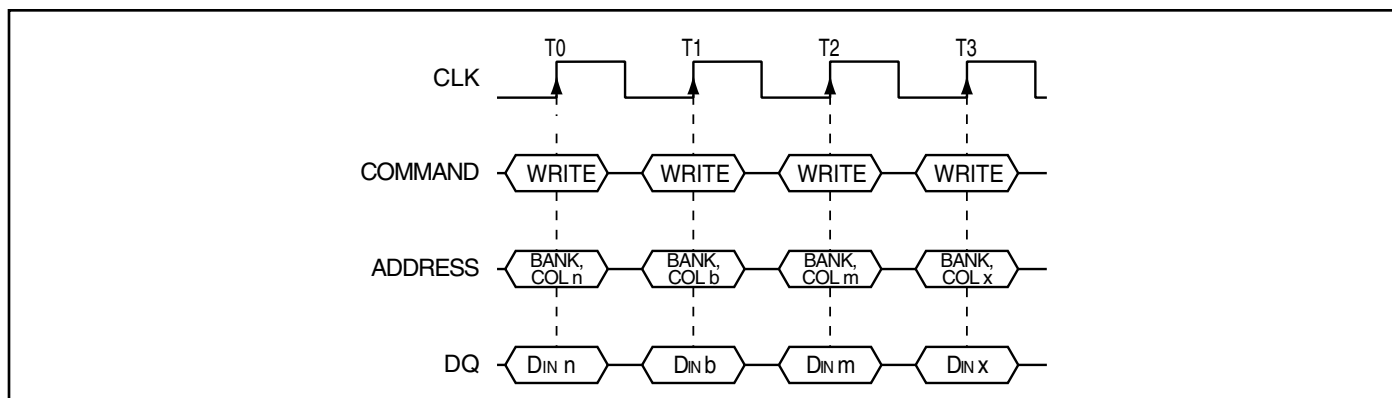 T0 T1 T2 T3
CLK
COMMAND WRITE WRITE WRITE WRITE
ADDRESS
BANK, BANK, BANK, BANK,
COL n COL b COL m COL x
DQ DIN n DIN b DIN m DIN x